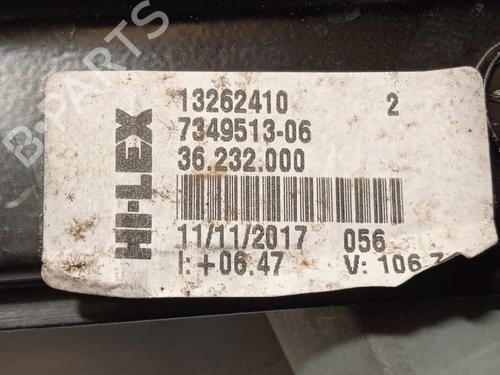 HI-LEX
13262410 2
7349513-06
36.232.000
11/11/2017 056
I: +06.47 V: 106.7
B-PARTS